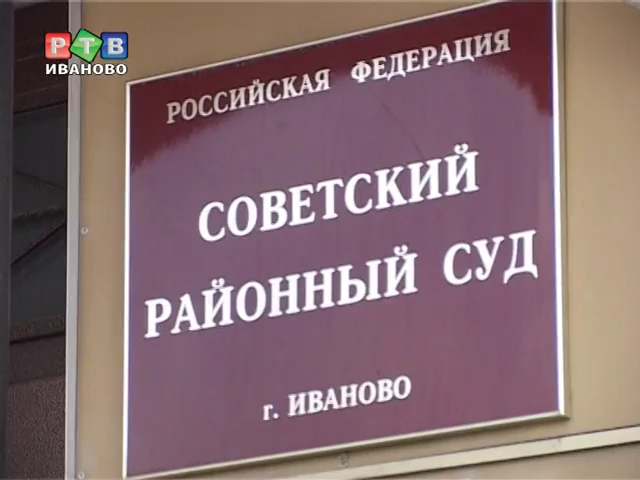 РТВ
ИВАНОВО
РОССИЙСКАЯ ФЕДЕРАЦИЯ
СОВЕТСКИЙ
РАЙОННЫЙ СУД
г. ИВАНОВО